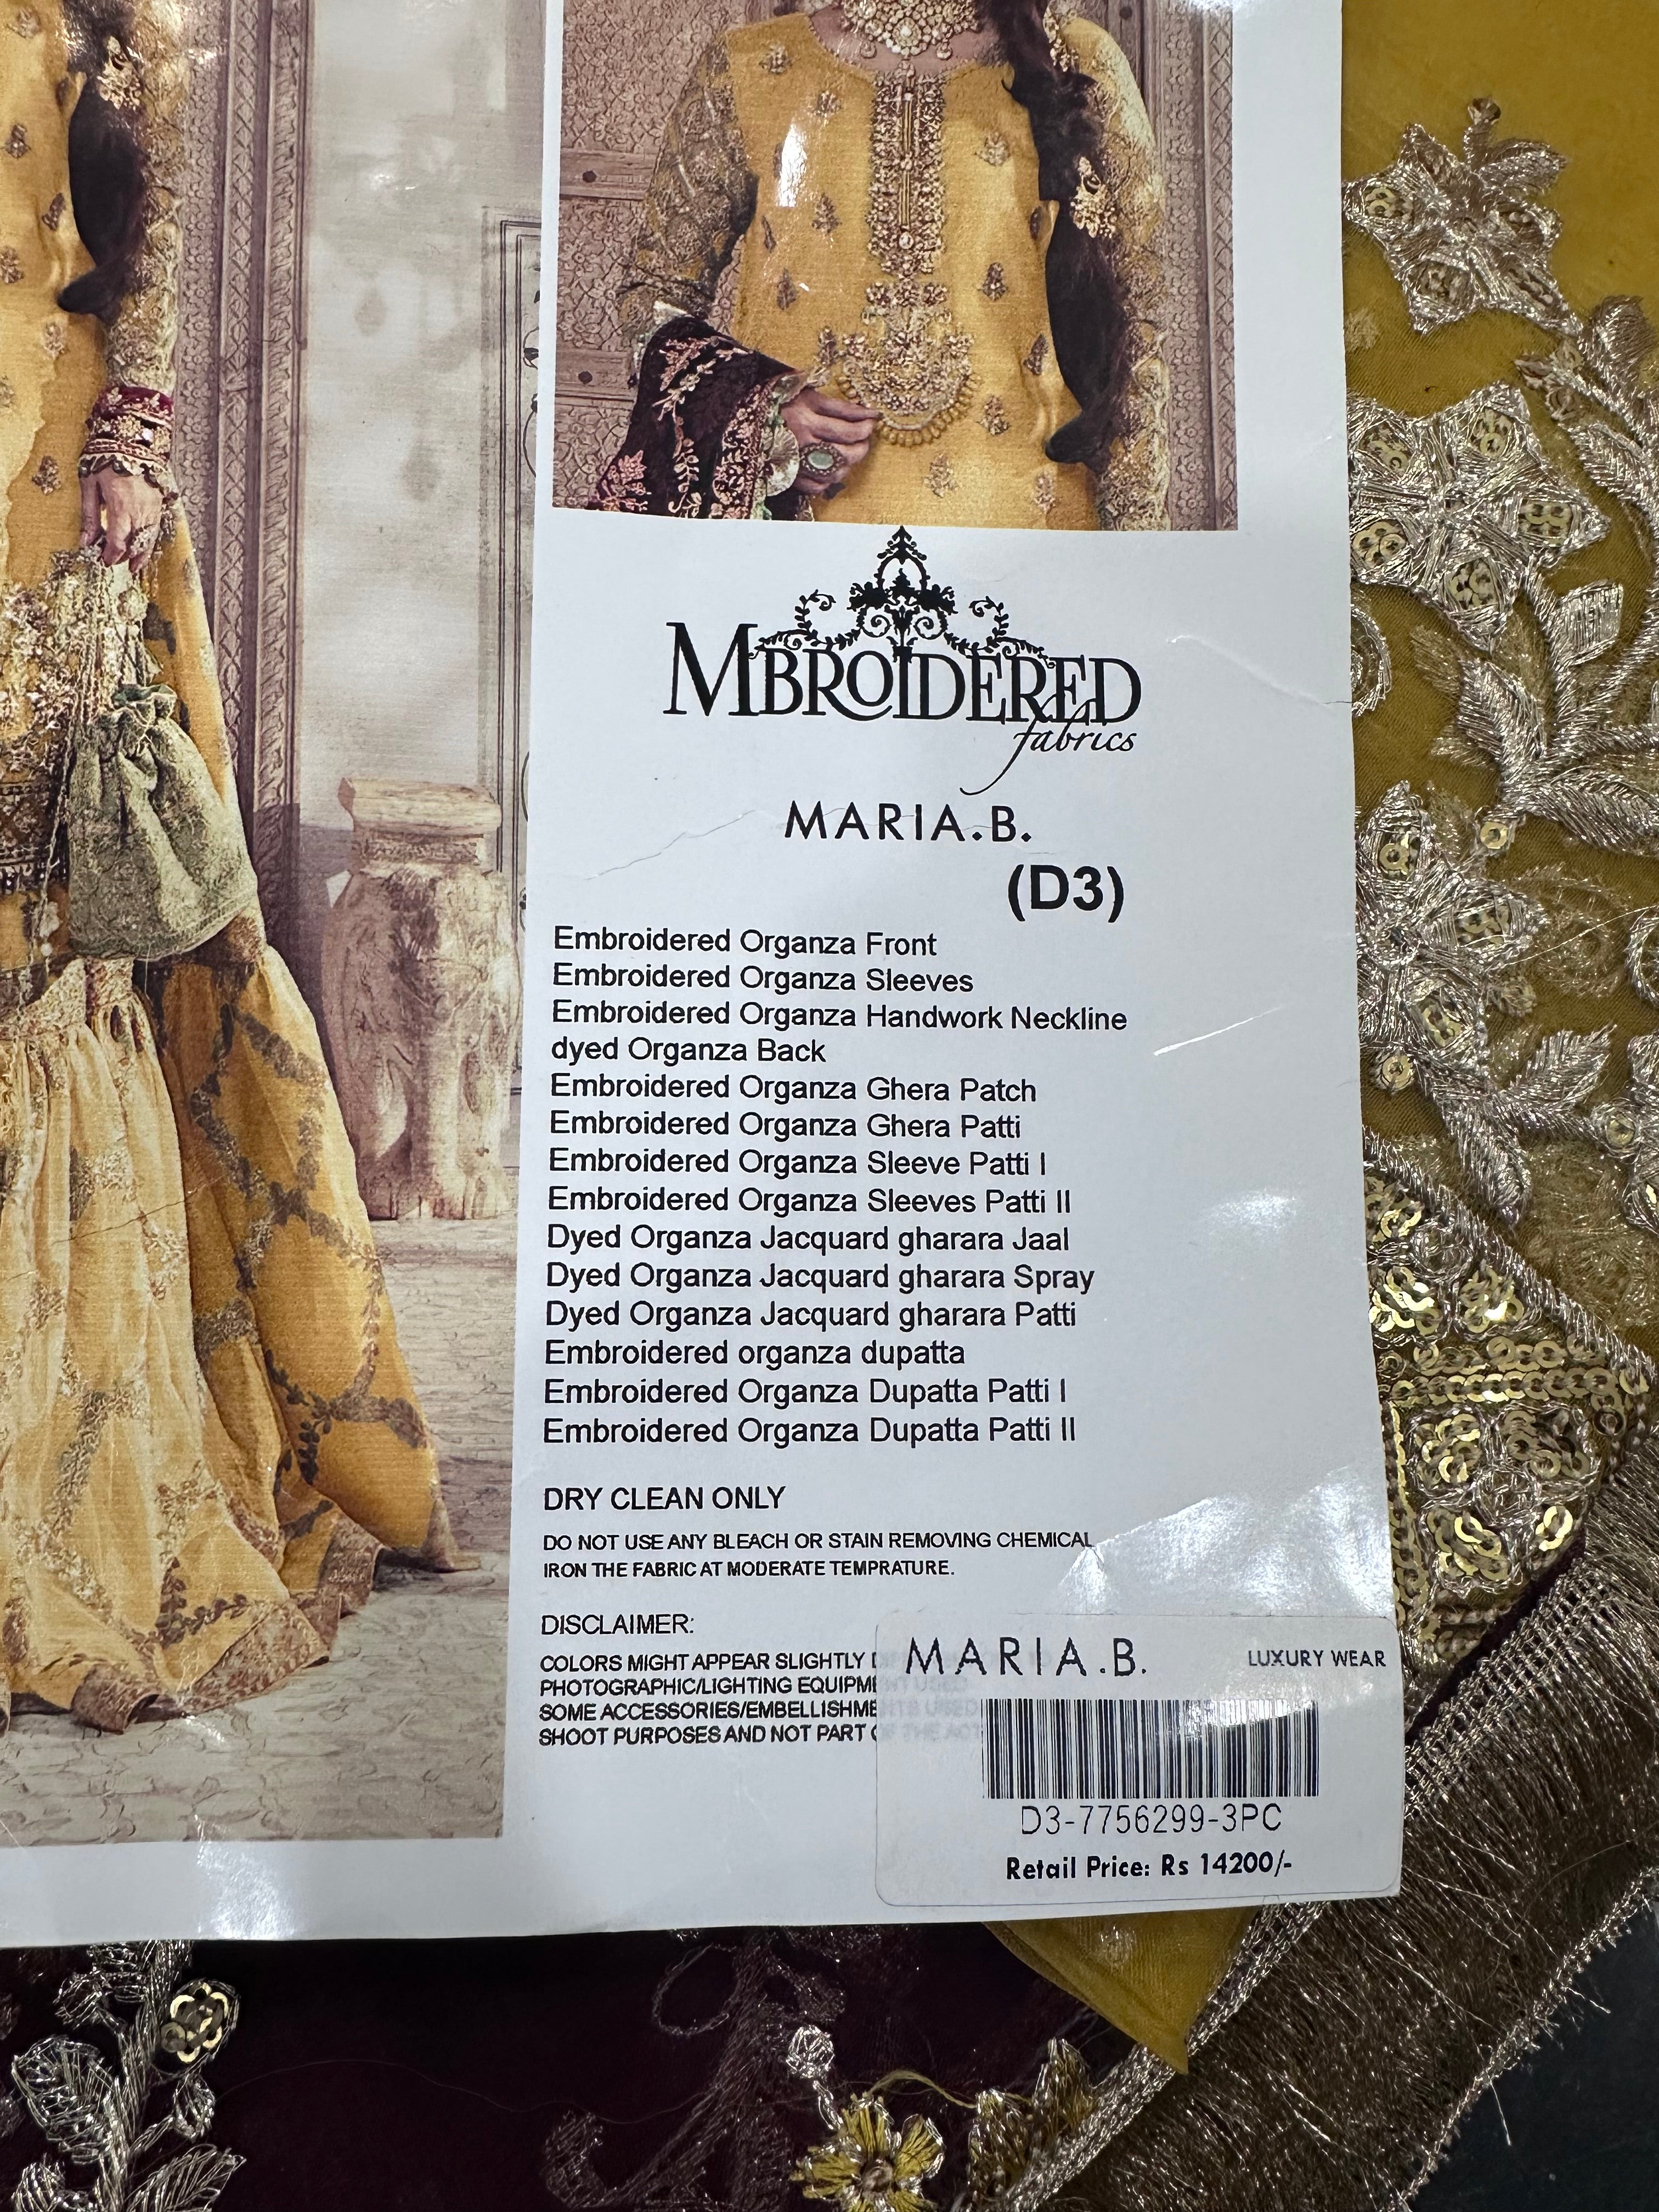 MBROIDERED
fabrics
MARIA.B.
(D3)
Embroidered Organza Front
Embroidered Organza Sleeves
Embroidered Organza Handwork Neckline
dyed Organza Back
Embroidered Organza Ghera Patch
Embroidered Organza Ghera Patti
Embroidered Organza Sleeve Patti I
Embroidered Organza Sleeves Patti II
Dyed Organza Jacquard gharara Jaal
Dyed Organza Jacquard gharara Spray
Dyed Organza Jacquard gharara Patti
Embroidered organza dupatta
Embroidered Organza Dupatta Patti I
Embroidered Organza Dupatta Patti II
DRY CLEAN ONLY
DO NOT USE ANY BLEACH OR STAIN REMOVING CHEMICAL
IRON THE FABRIC AT MODERATE TEMPRATURE.
DISCLAIMER:
COLORS MIGHT APPEAR SLIGHTLY
PHOTOGRAPHIC/LIGHTING
SOME
SHOOT PURPOSES AND NOT PART
MARIA.B.
LUXURY WEAR
D3-7756299-3PC
Retail Price: Rs 14200/-